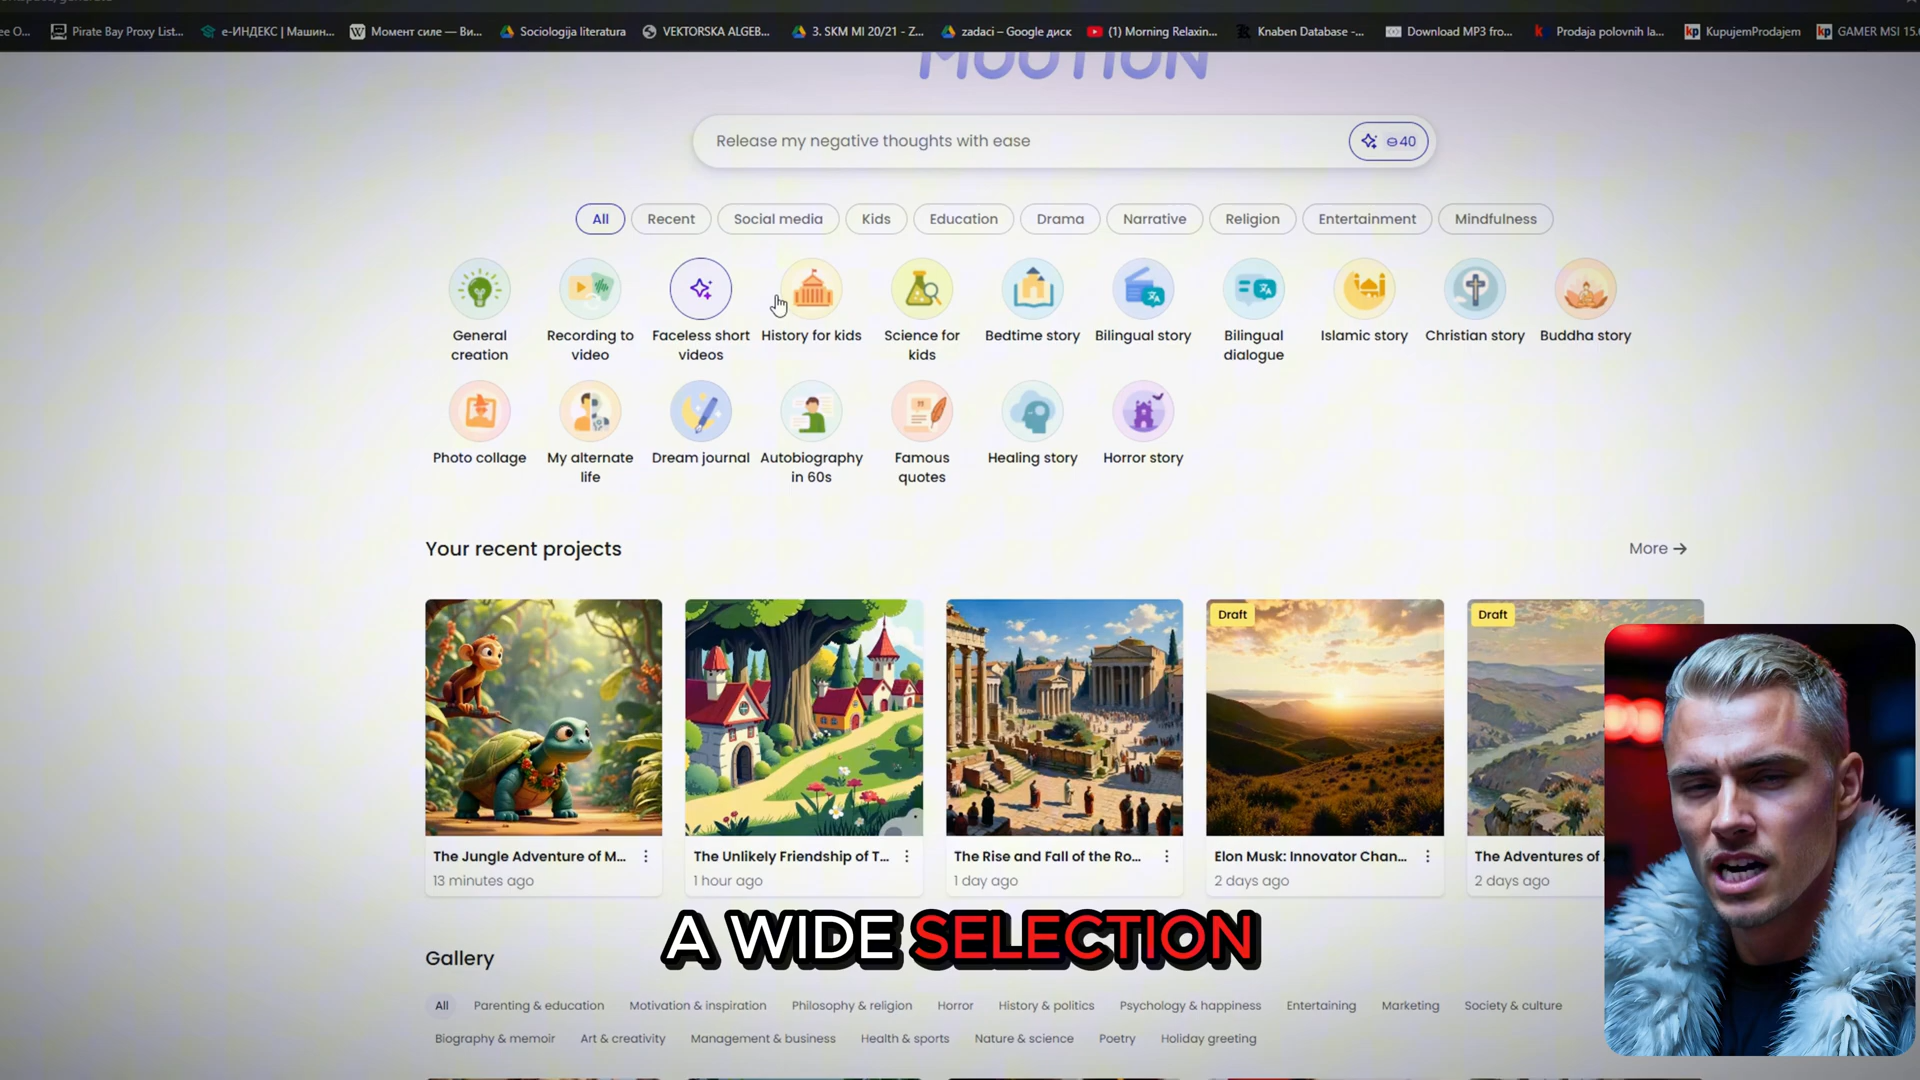 ee O... Pirate Bay Proxy List... е-ИНДЕКС | Машин... Момент силе — Ви... Sociologija literatura VEKTORSKA ALGEB... 3. SKM MI 20/21 - Z... zadaci – Google диск (1) Morning Relaxin... Knaben Database -... Download MP3 fro... Prodaja polovnih la... KupujemProdajem GAMER MSI 15.6
MOOTION
Release my negative thoughts with ease 40
All Recent Social media Kids Education Drama Narrative Religion Entertainment Mindfulness
General creation
Recording to video
Faceless short videos
History for kids
Science for kids
Bedtime story
Bilingual story
Bilingual dialogue
Islamic story
Christian story
Buddha story
Photo collage
My alternate life
Dream journal
Autobiography in 60s
Famous quotes
Healing story
Horror story
Your recent projects More →
Draft Draft
The Jungle Adventure of M... The Unlikely Friendship of T... The Rise and Fall of the Ro... Elon Musk: Innovator Chan... The Adventures of
13 minutes ago 1 hour ago 1 day ago 2 days ago 2 days ago
A WIDE SELECTION
Gallery
All Parenting & education Motivation & inspiration Philosophy & religion Horror History & politics Psychology & happiness Entertaining Marketing Society & culture
Biography & memoir Art & creativity Management & business Health & sports Nature & science Poetry Holiday greeting